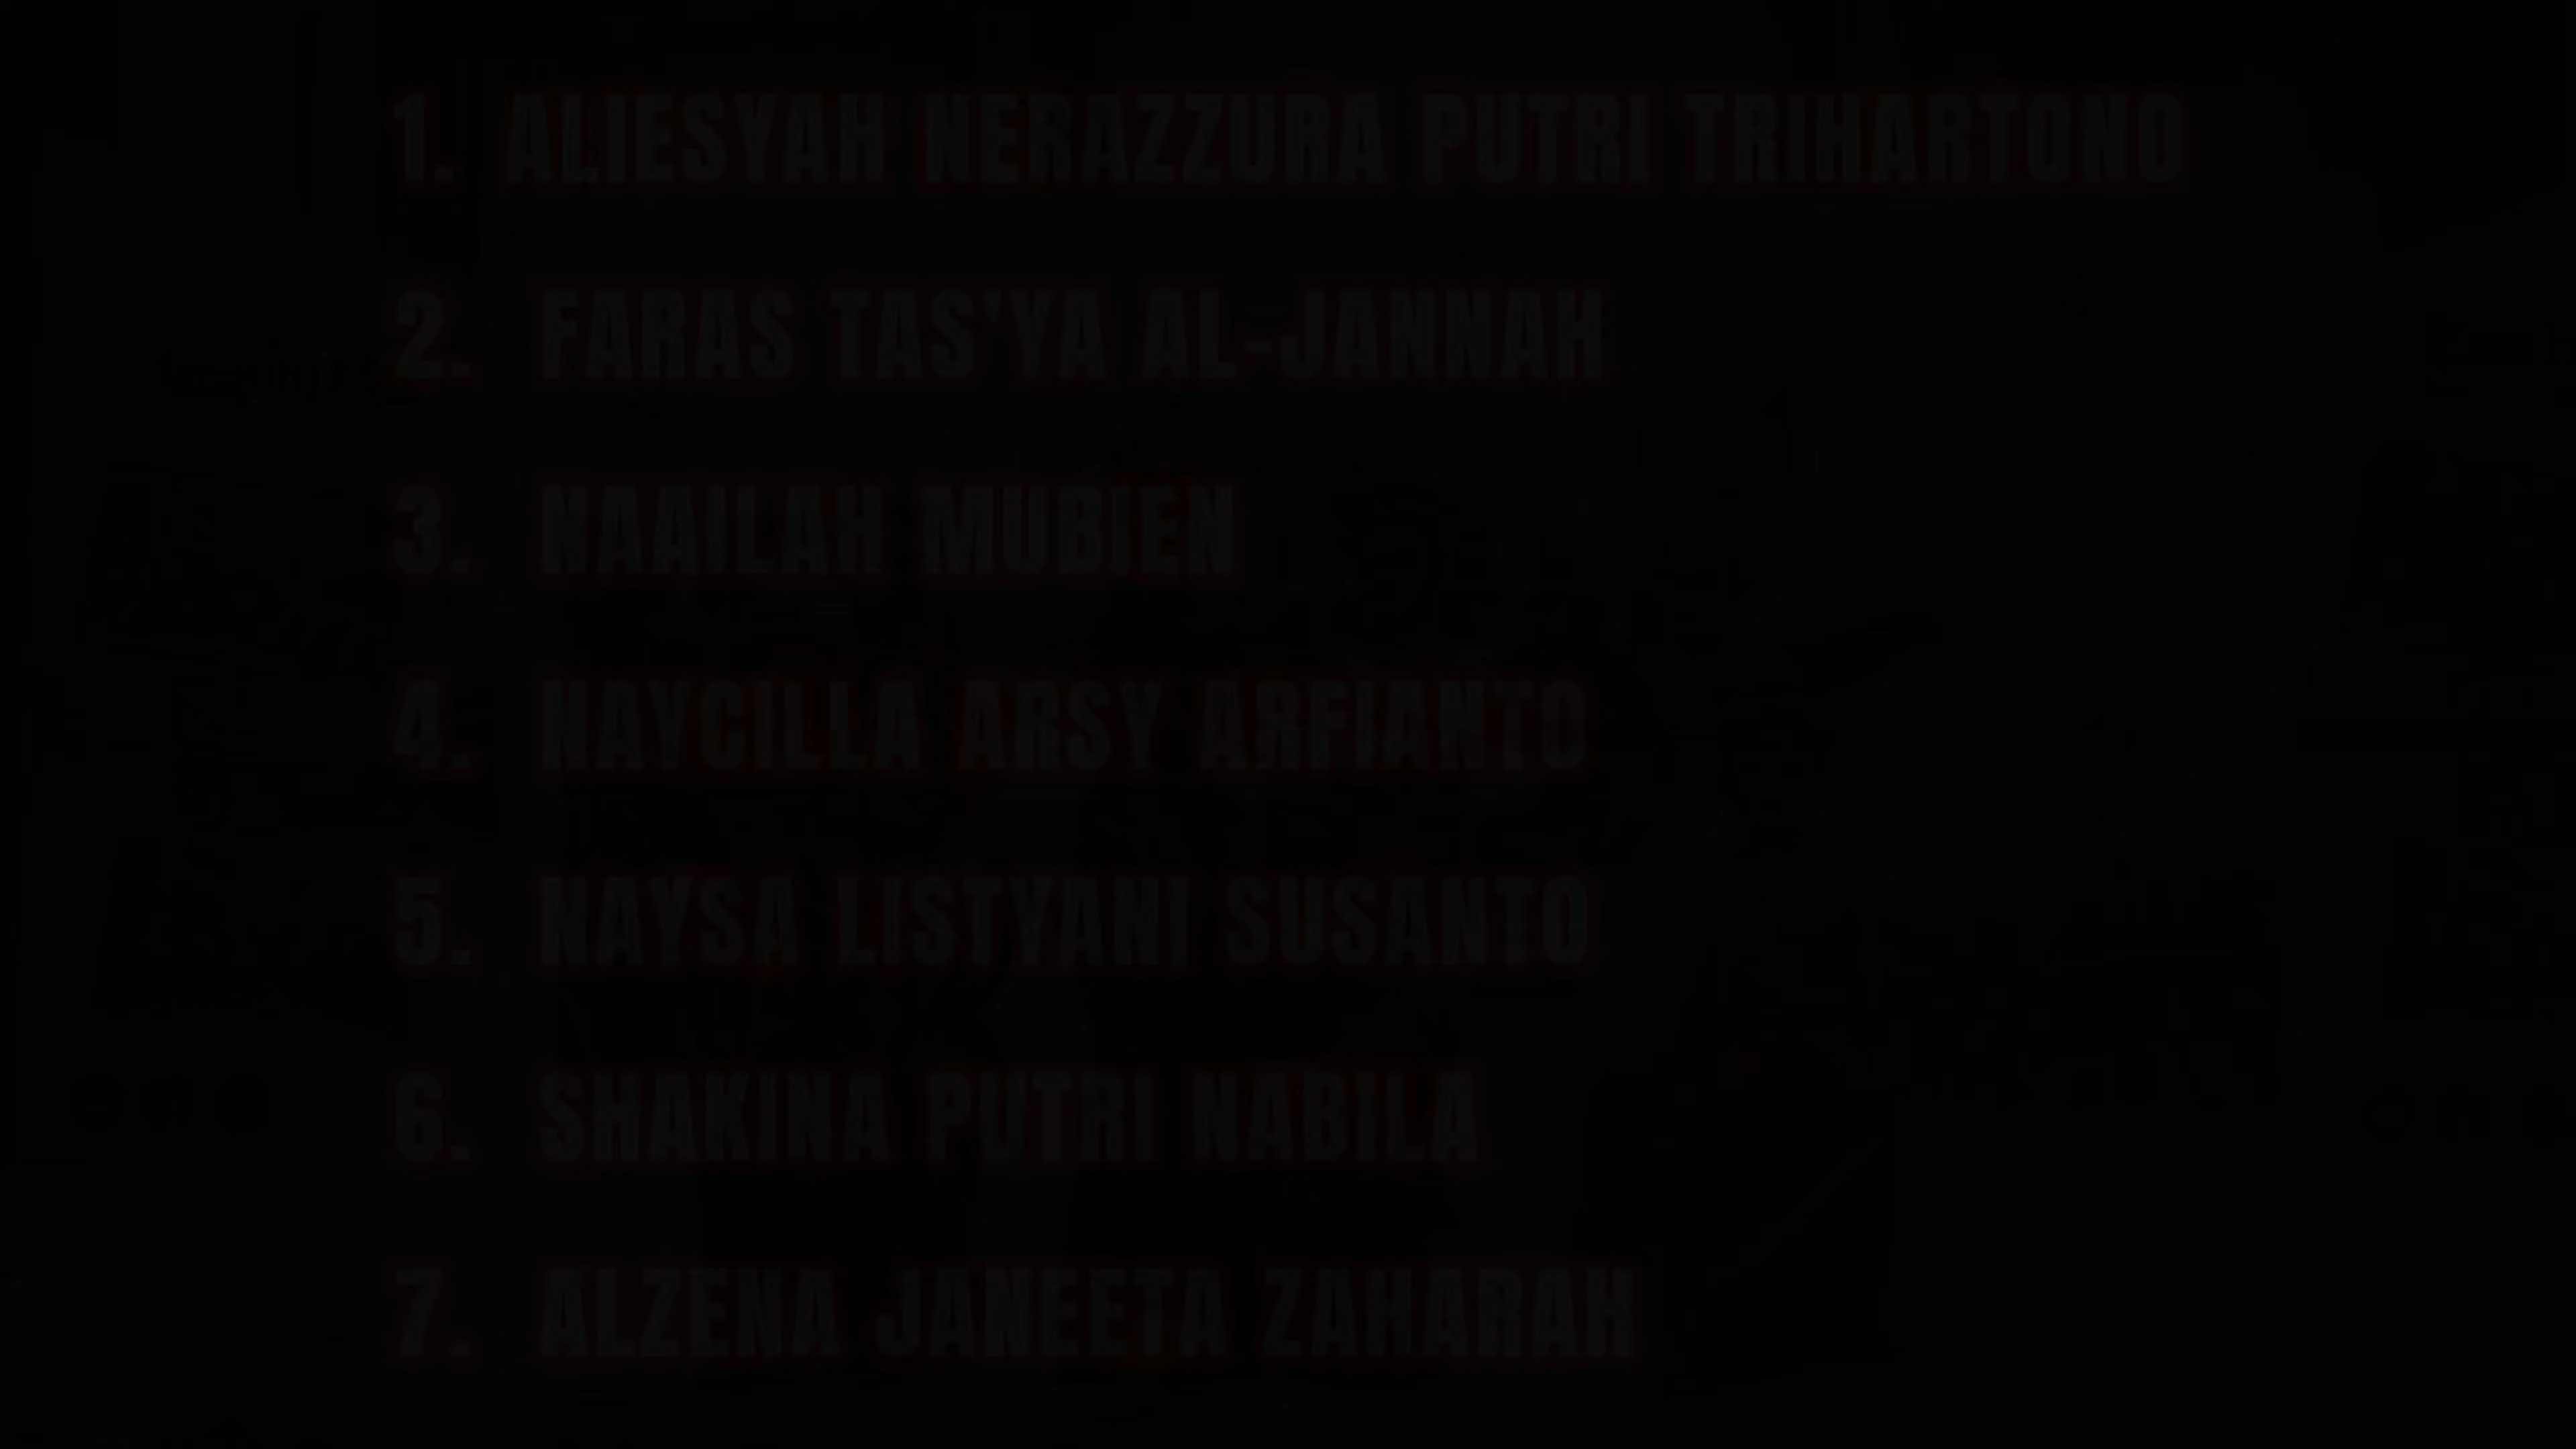 1. ALIESYAH NERAZZURA PUTRI TRIHARTONO
2. FARAS TAS'YA AL-JANNAH
3. NAAILAH MUBIEN
4. NAYCILLA ARSY ARFIANTO
5. NAYSA LISTYANI SUSANTO
6. SHAKINA PUTRI NABILA
7. ALZENA JANEETA ZAHARAH